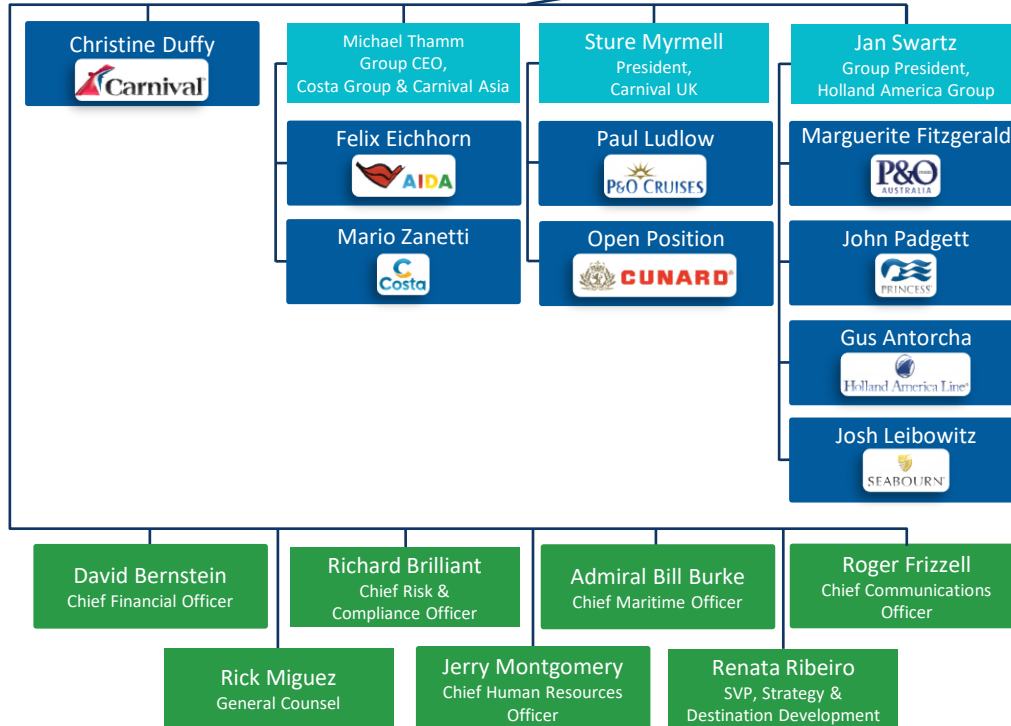 Christine Duffy
Carnival
Michael Thamm
Group CEO,
Costa Group & Carnival Asia
Felix Eichhorn
AIDA
Mario Zanetti
Costa
Sture Myrmell
President,
Carnival UK
Paul Ludlow
P&O CRUISES
Open Position
CUNARD
Jan Swartz
Group President,
Holland America Group
Marguerite Fitzgerald
P&O
AUSTRALIA
John Padgett
PRINCESS
Gus Antorcha
Holland America Line
Josh Leibowitz
SEABOURN
David Bernstein
Chief Financial Officer
Richard Brilliant
Chief Risk &
Compliance Officer
Admiral Bill Burke
Chief Maritime Officer
Roger Frizzell
Chief Communications
Officer
Rick Miguez
General Counsel
Jerry Montgomery
Chief Human Resources
Officer
Renata Ribeiro
SVP, Strategy &
Destination Development